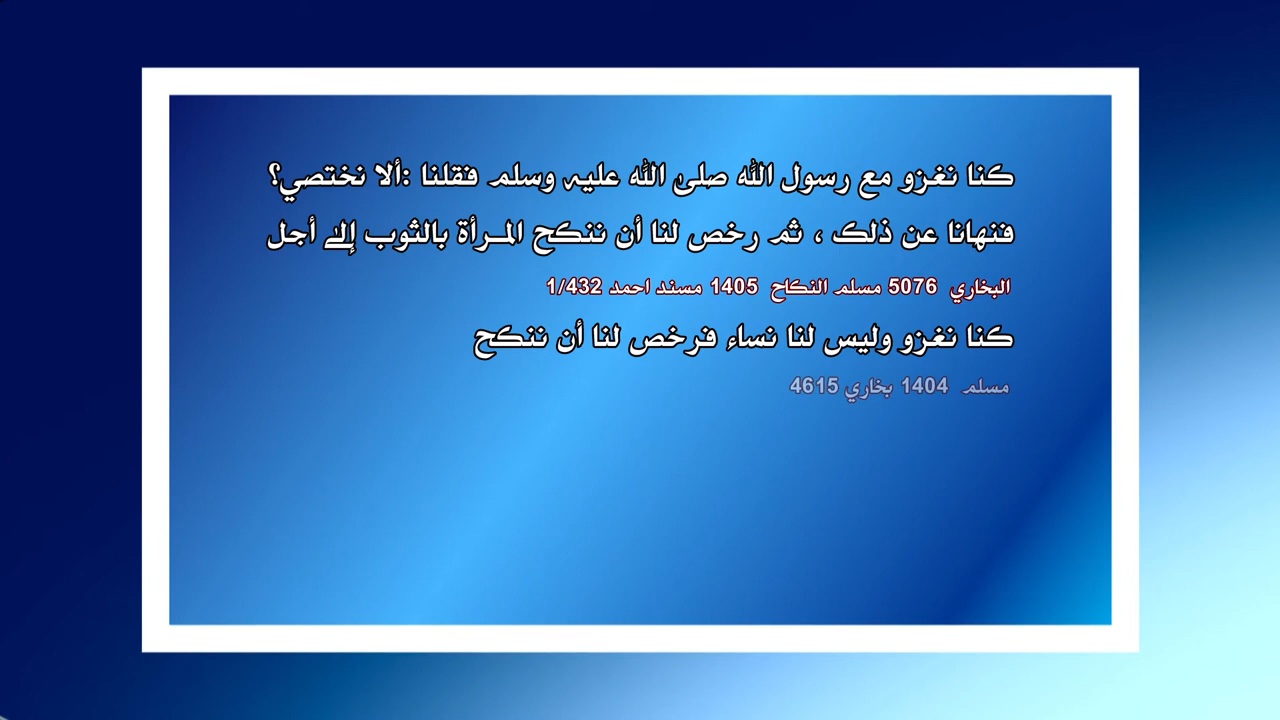 كنا نغزو مع رسول الله صلى الله عليه وسلم فقلنا :ألا نختصي؟
فنهانا عن ذلك ، ثم رخص لنا أن ننكح المـرأة بالثوب إلى أجل
البخاري 5076 مسلم النكاح 1405 مسند احمد 1/432
كنا نغزو وليس لنا نساء فرخص لنا أن ننكح
مسلم 1404 بخاري 4615